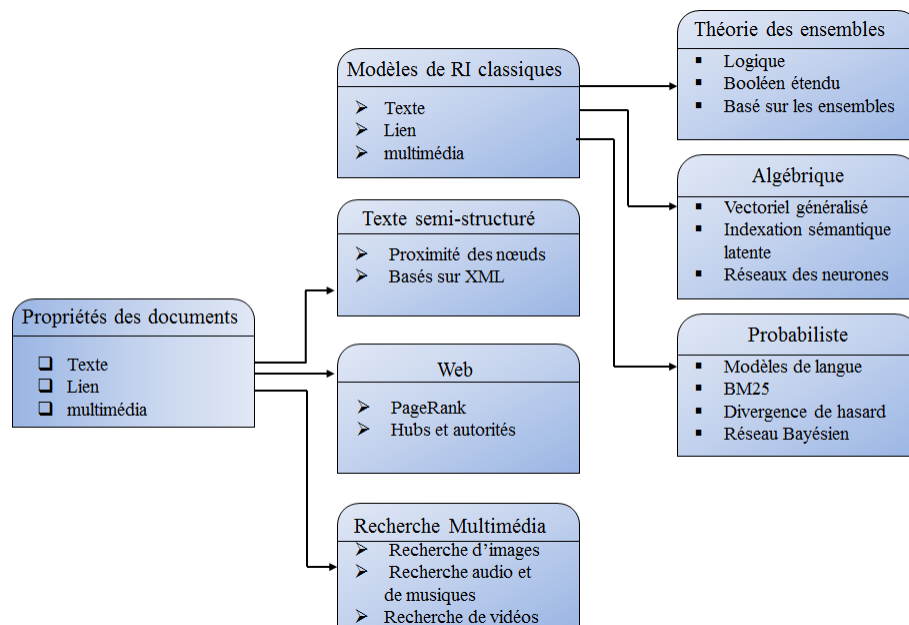 Propriétés des documents
Texte
Lien
multimédia
Modèles de RI classiques
Texte
Lien
multimédia
Texte semi-structuré
Proximité des nœuds
Basés sur XML
Web
PageRank
Hubs et autorités
Recherche Multimédia
Recherche d'images
Recherche audio et
de musiques
Recherche de vidéos
Théorie des ensembles
Logique
Booléen étendu
Basé sur les ensembles
Algébrique
Vectoriel généralisé
Indexation sémantique
latente
Réseaux des neurones
Probabiliste
Modèles de langue
BM25
Divergence de hasard
Réseau Bayésien